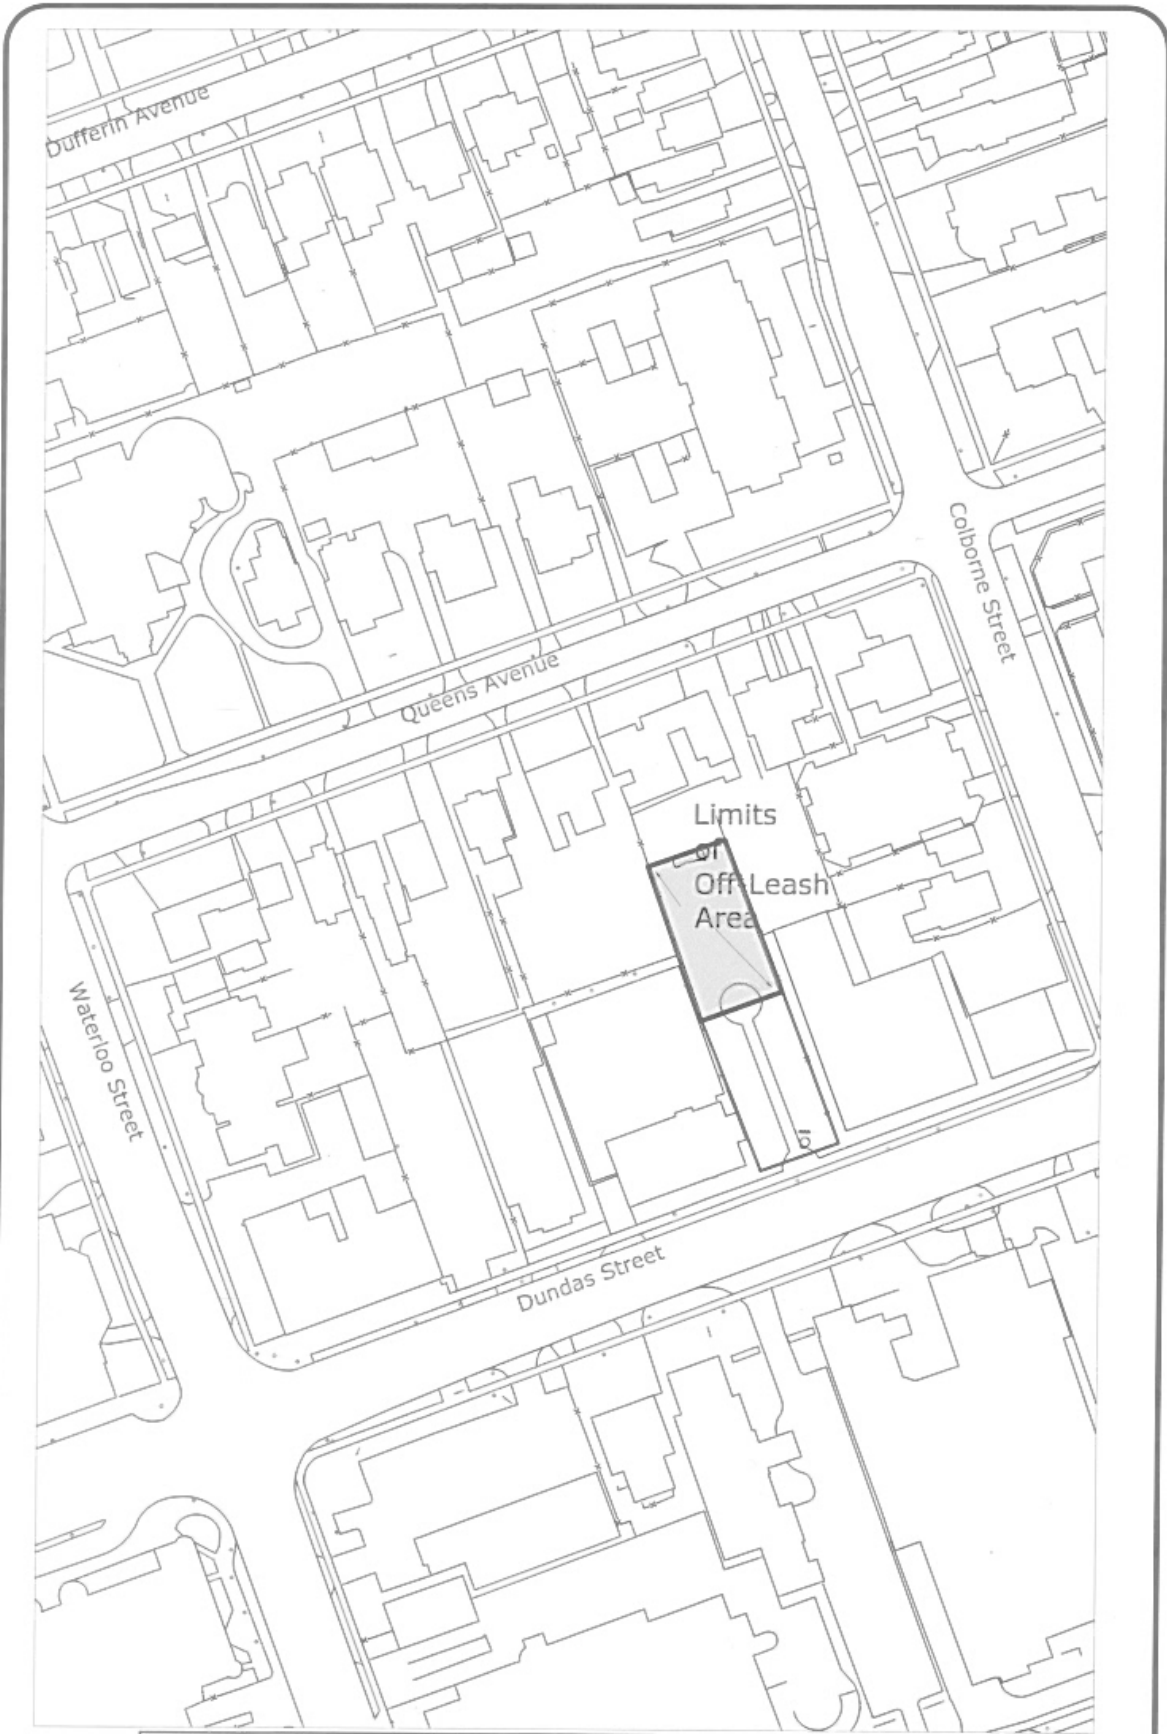 Dufferin Avenue
Colborne Street
Queens Avenue
Limits
of
Off-Leash
Area
Waterloo Street
Dundas Street